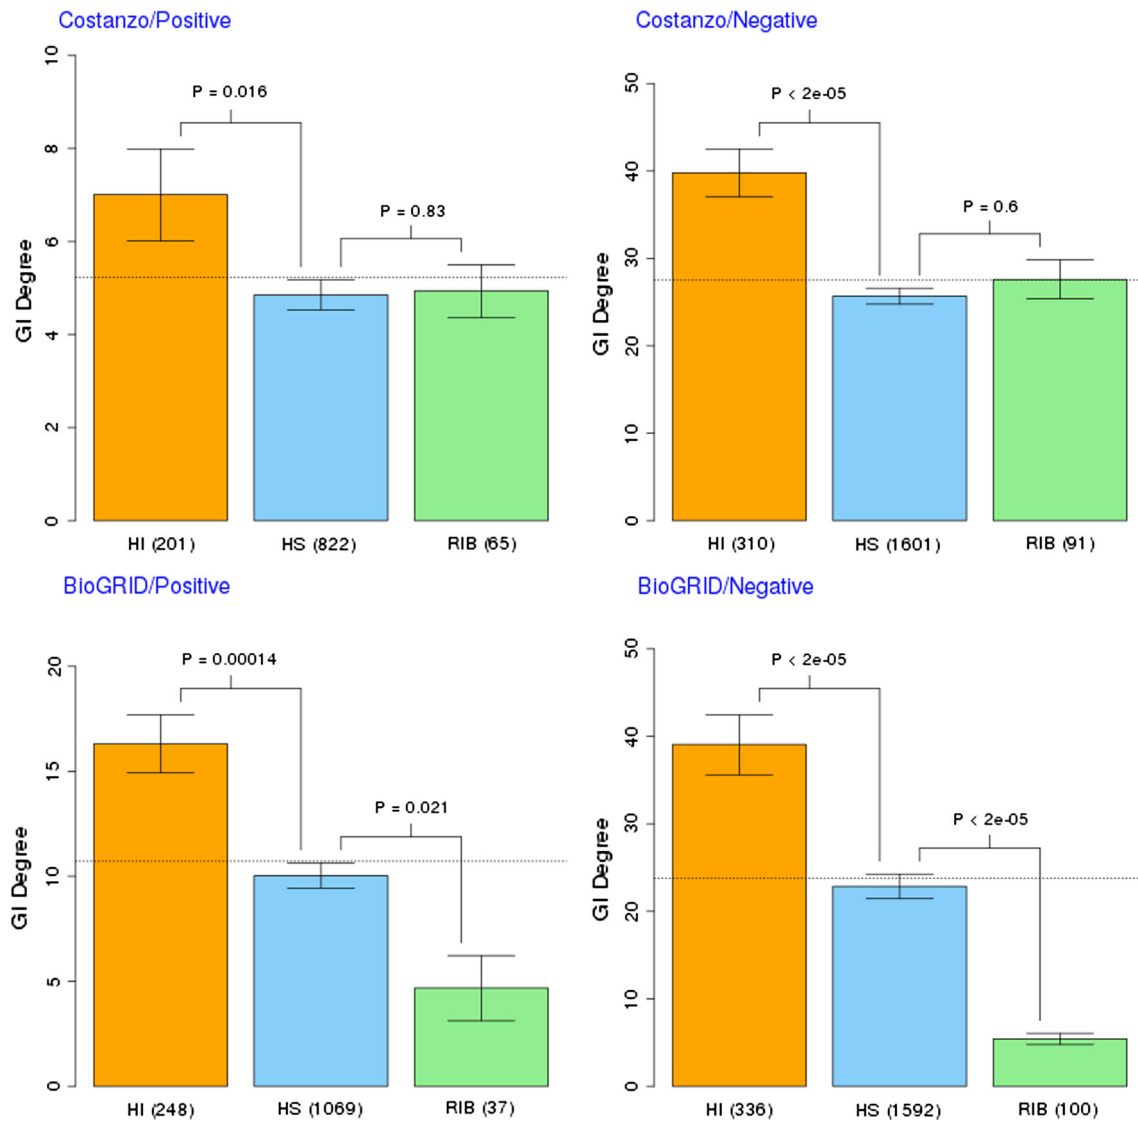 Costanzo/Positive
GI Degree
10
8
6
4
2
0
P = 0.016
P = 0.83
HI (201)
HS (822)
RIB (65)
Costanzo/Negative
GI Degree
50
40
30
20
10
0
P < 2e-05
P = 0.6
HI (310)
HS (1601)
RIB (91)
BioGRID/Positive
GI Degree
20
15
10
5
0
P = 0.00014
P = 0.021
HI (248)
HS (1069)
RIB (37)
BioGRID/Negative
GI Degree
50
40
30
20
10
0
P < 2e-05
P < 2e-05
HI (336)
HS (1592)
RIB (100)